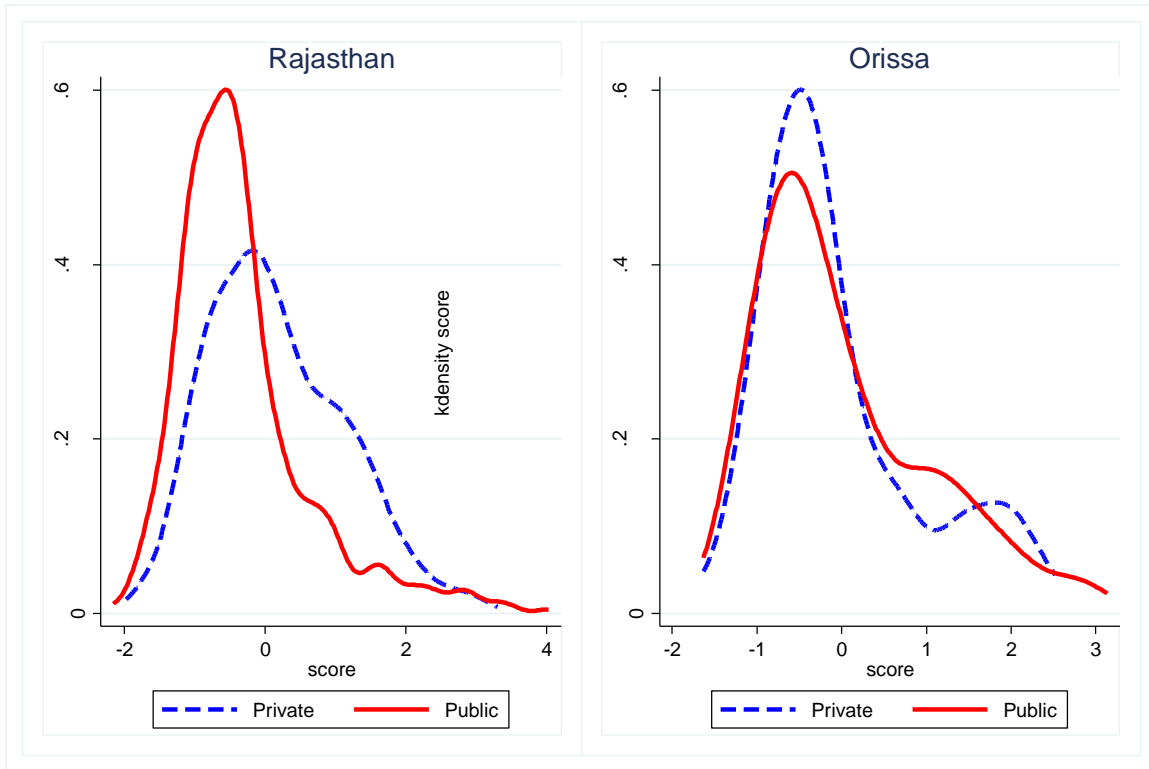 Rajasthan
.6
.4
.2
0
-2 0 2 4
score
kdensity score
Private Public
Orissa
.6
.4
.2
0
-2 -1 0 1 2 3
score
Private Public